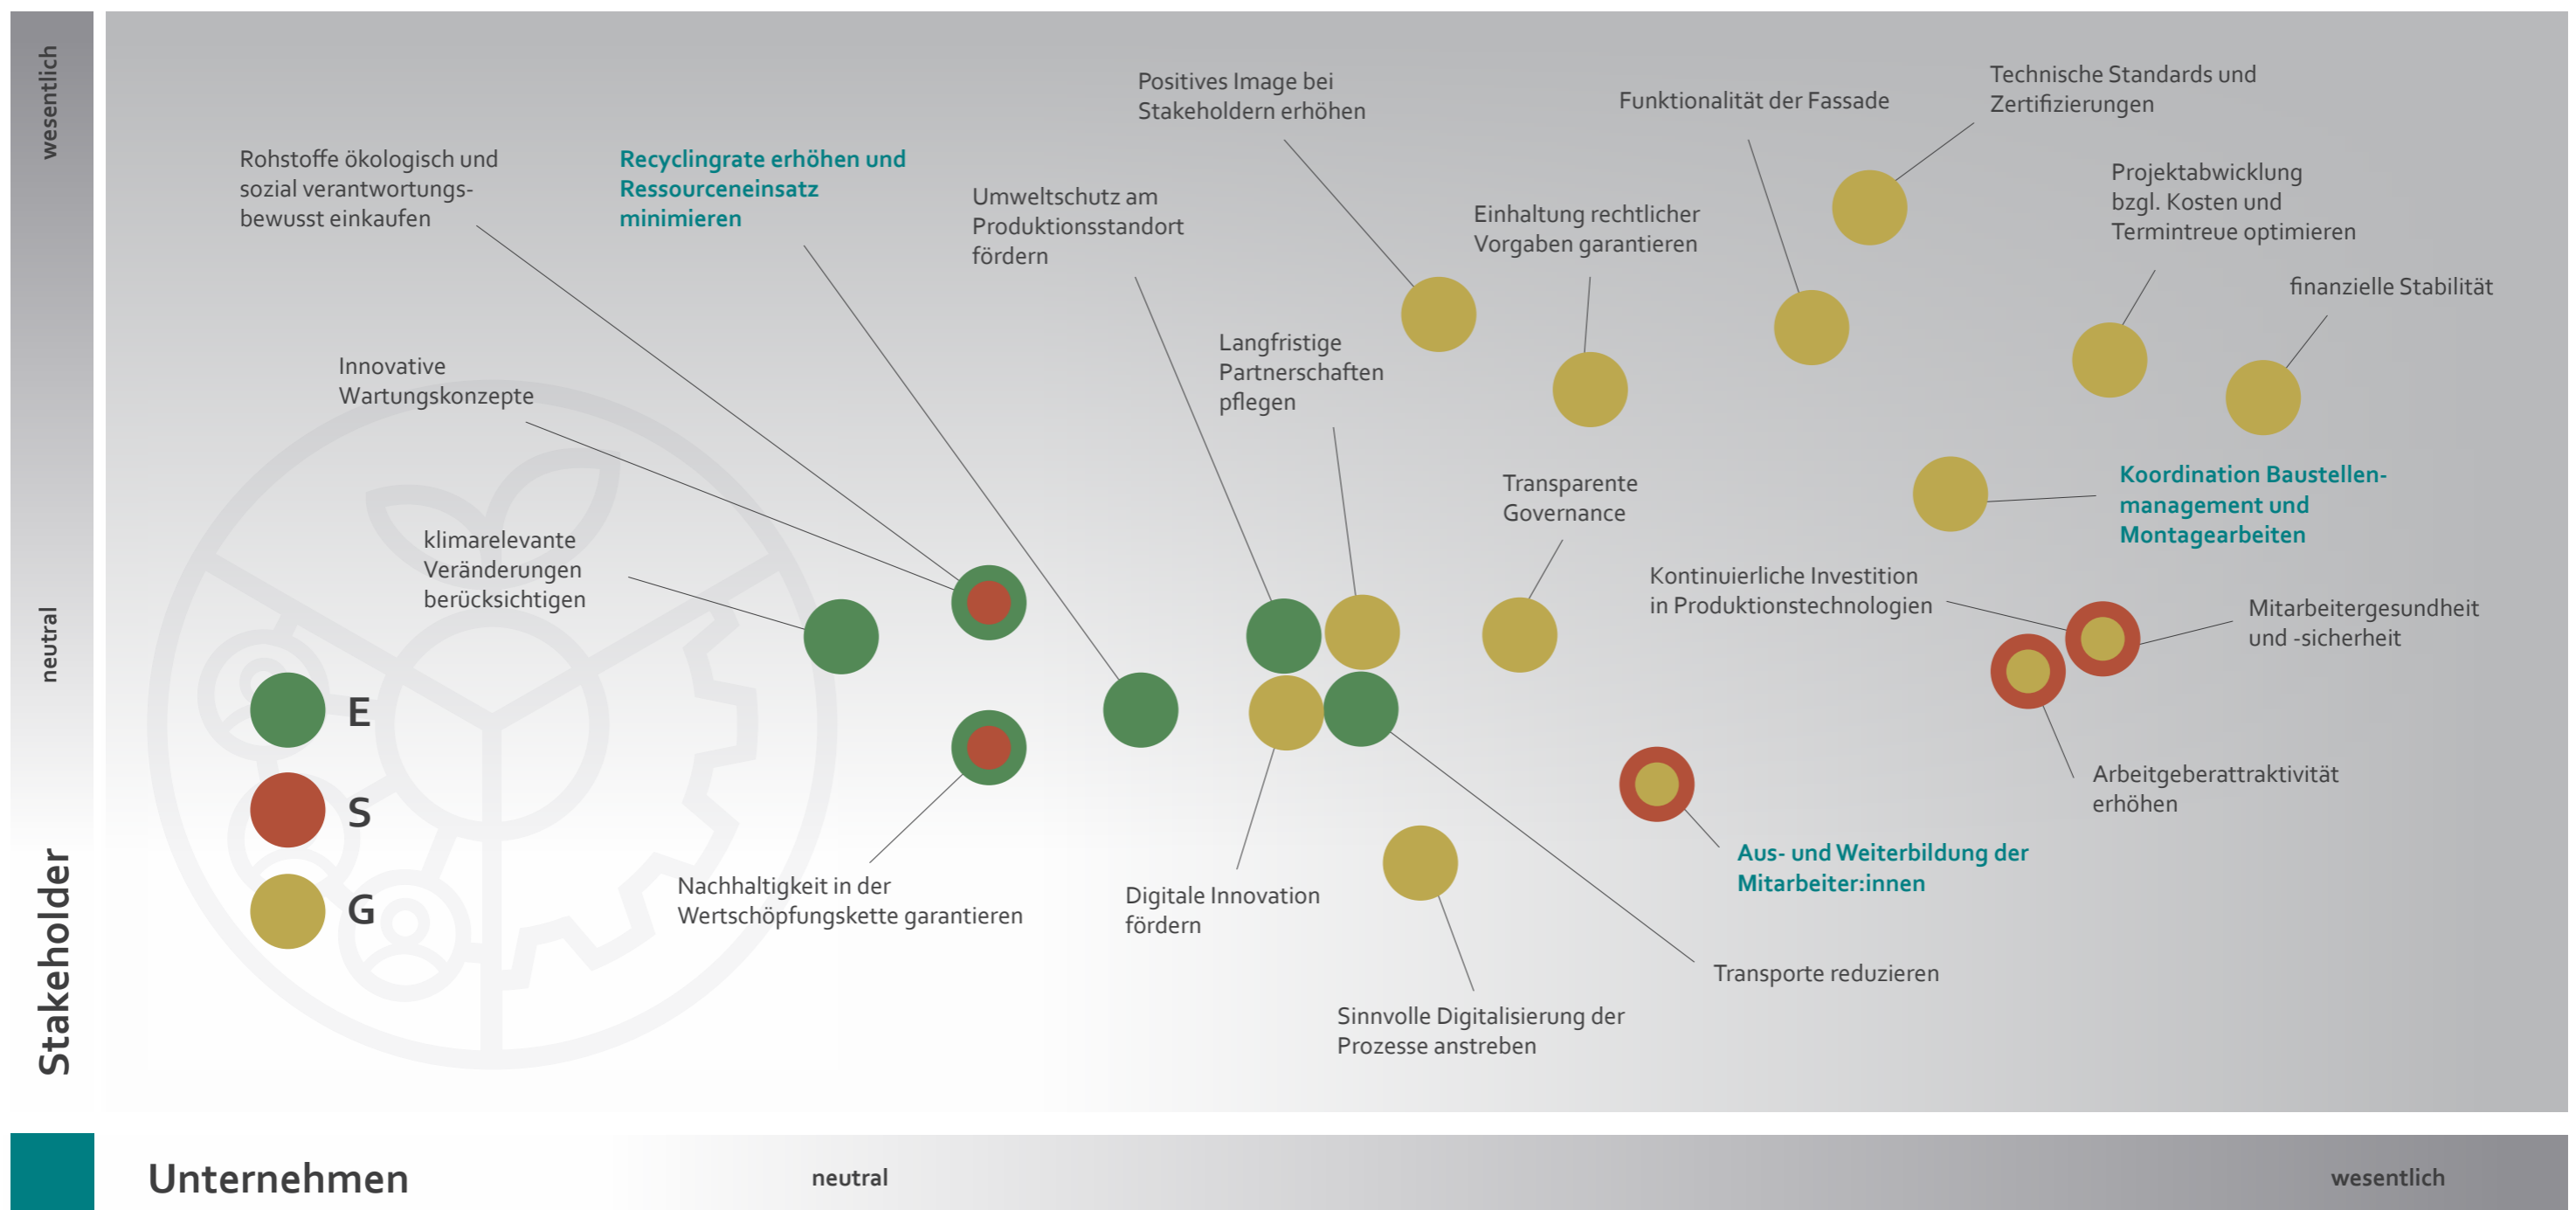 wesentlich
neutral
Stakeholder
Positives Image bei
Stakeholdern erhöhen
Funktionalität der Fassade
Technische Standards und
Zertifizierungen
Rohstoffe ökologisch und
sozial verantwortungs-
bewusst einkaufen
Recyclingrate erhöhen und
Ressourceneinsatz
minimieren
Umweltschutz am
Produktionsstandort
fördern
Einhaltung rechtlicher
Vorgaben garantieren
Projektabwicklung
bzgl. Kosten und
Termintreue optimieren
finanzielle Stabilität
Innovative
Wartungskonzepte
Langfristige
Partnerschaften
pflegen
Transparente
Governance
Koordination Baustellen-
management und
Montagearbeiten
klimarelevante
Veränderungen
berücksichtigen
Kontinuierliche Investition
in Produktionstechnologien
Mitarbeitergesundheit
und -sicherheit
E
S
G
Arbeitgeberattraktivität
erhöhen
Aus- und Weiterbildung der
Mitarbeiter:innen
Nachhaltigkeit in der
Wertschöpfungskette garantieren
Digitale Innovation
fördern
Transporte reduzieren
Sinnvolle Digitalisierung der
Prozesse anstreben
Unternehmen
neutral
wesentlich